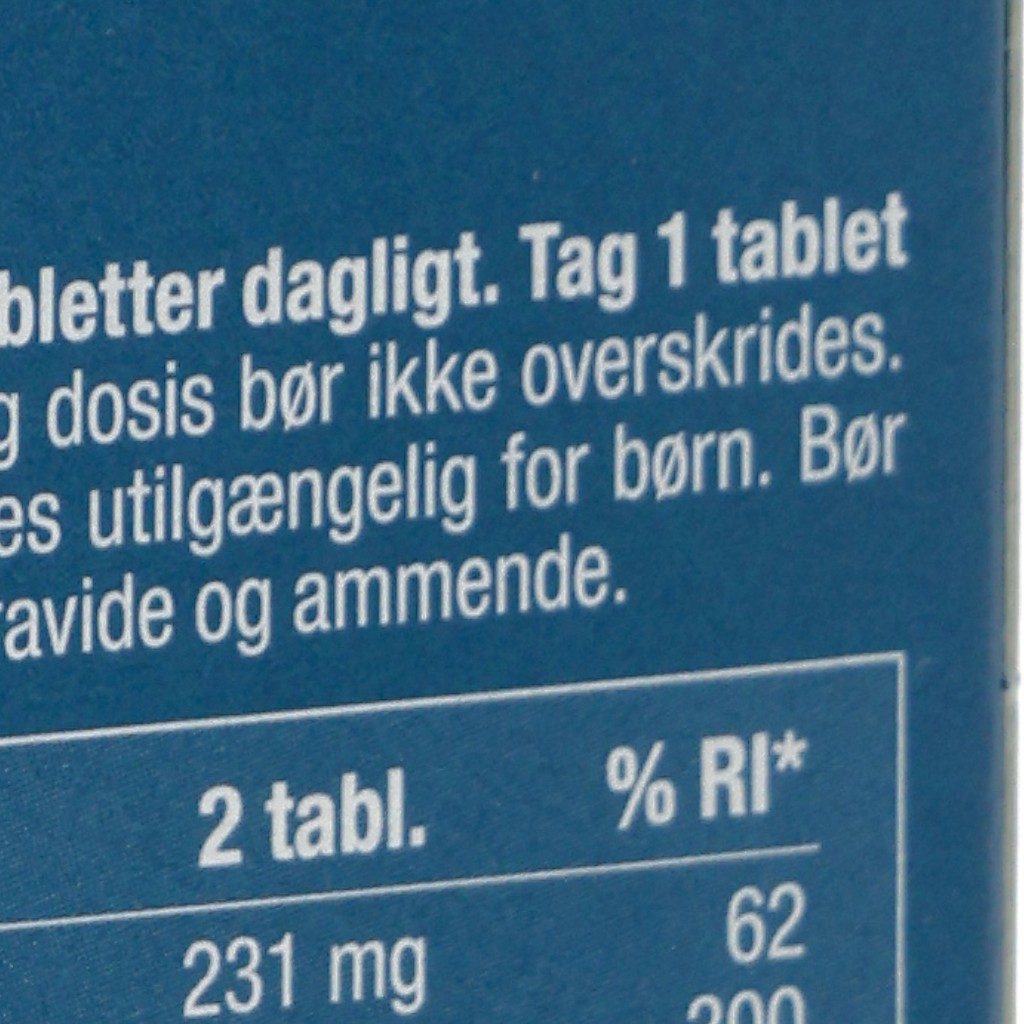 bletter dagligt. Tag 1 tablet
g dosis bør ikke overskrides.
es utilgængelig for børn. Bør
ravide og ammende.
2 tabl. % RI*
231 mg 62
200